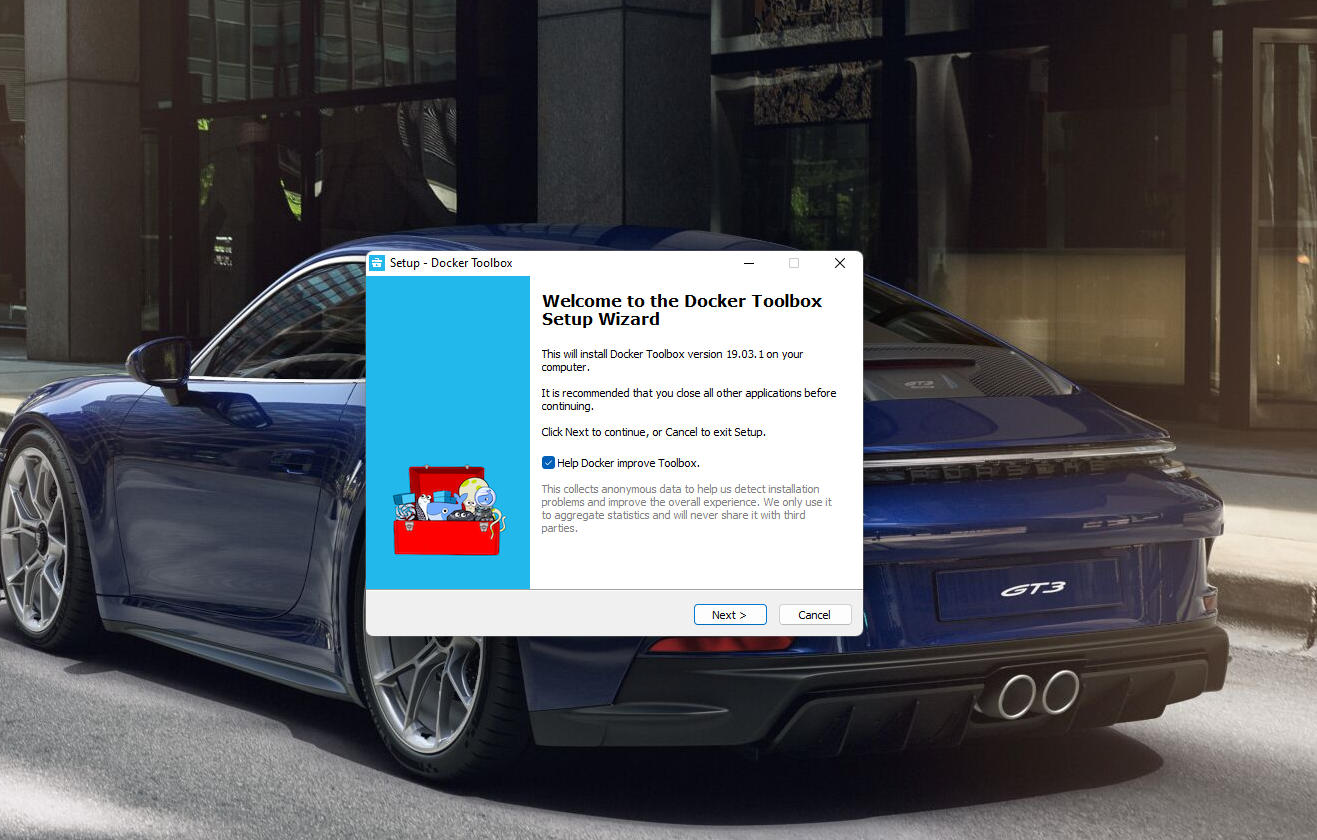 Setup - Docker Toolbox
Welcome to the Docker Toolbox
Setup Wizard
This will install Docker Toolbox version 19.03.1 on your
computer.
It is recommended that you close all other applications before
continuing.
Click Next to continue, or Cancel to exit Setup.
Help Docker improve Toolbox.
This collects anonymous data to help us detect installation
problems and improve the overall experience. We only use it
to aggregate statistics and will never share it with third
parties.
Next >
Cancel
GT3
PORSCHE
GT3